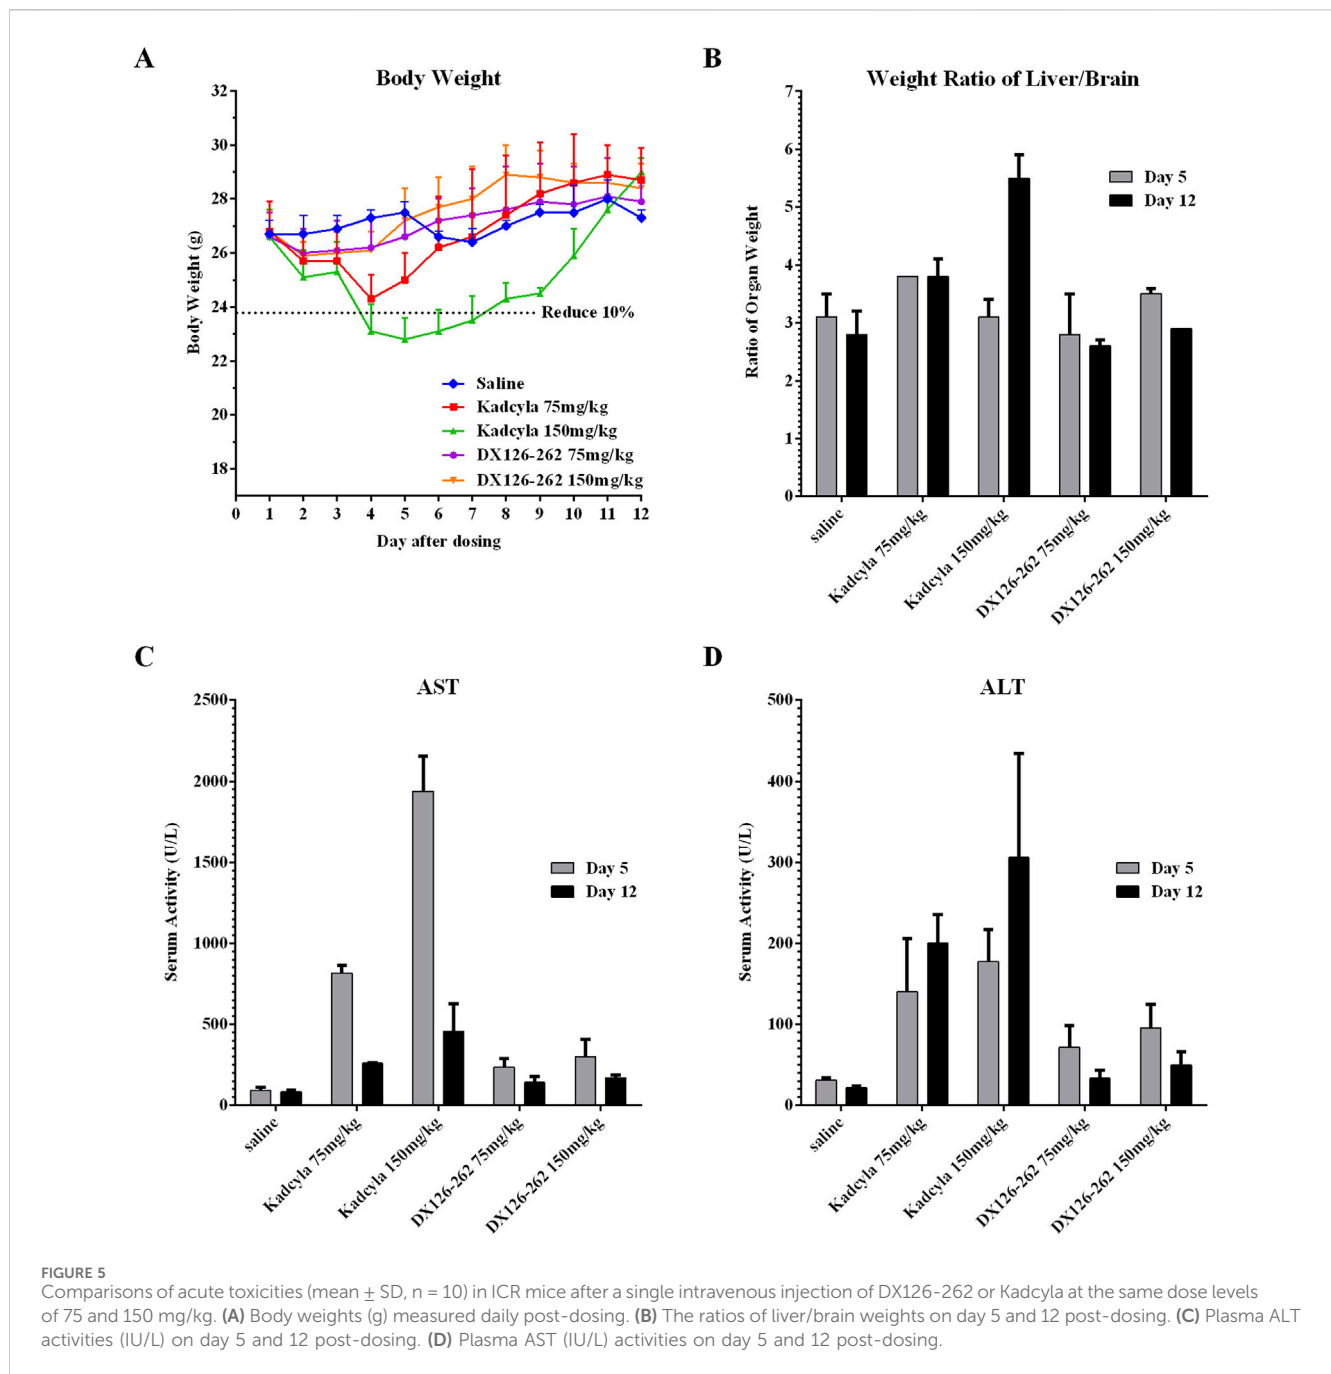 A
Body Weight
32
30
28
26
24
22
20
18
Body Weight (g)
Reduce 10%
Saline
Kadcyla 75mg/kg
Kadcyla 150mg/kg
DX126-262 75mg/kg
DX126-262 150mg/kg
0 1 2 3 4 5 6 7 8 9 10 11 12
Day after dosing
B
Weight Ratio of Liver/Brain
7
6
5
4
3
2
1
0
Ratio of Organ Weight
Day 5
Day 12
saline
Kadcyla 75mg/kg
Kadcyla 150mg/kg
DX126-262 75mg/kg
DX126-262 150mg/kg
C
AST
2500
2000
1500
1000
500
0
Serum Activity (U/L)
Day 5
Day 12
saline
Kadcyla 75mg/kg
Kadcyla 150mg/kg
DX126-262 75mg/kg
DX126-262 150mg/kg
D
ALT
500
400
300
200
100
0
Serum Activity (U/L)
Day 5
Day 12
saline
Kadcyla 75mg/kg
Kadcyla 150mg/kg
DX126-262 75mg/kg
DX126-262 150mg/kg
FIGURE 5
Comparisons of acute toxicities (mean ± SD, n = 10) in ICR mice after a single intravenous injection of DX126-262 or Kadcyla at the same dose levels
of 75 and 150 mg/kg. (A) Body weights (g) measured daily post-dosing. (B) The ratios of liver/brain weights on day 5 and 12 post-dosing. (C) Plasma ALT
activities (IU/L) on day 5 and 12 post-dosing. (D) Plasma AST (IU/L) activities on day 5 and 12 post-dosing.